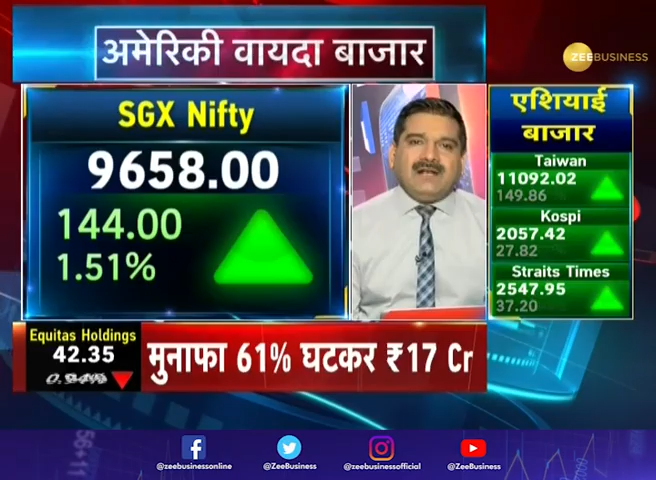 अमेरिकी वायदा बाजार
ZEEBUSINESS
SGX Nifty
9658.00
144.00
1.51%
एशियाई
बाजार
Taiwan
11092.02
149.86
Kospi
2057.42
27.82
Straits Times
2547.95
37.20
Equitas Holdings
42.35
मुनाफा 61% घटकर ₹17 Cr
@zeebusinessonline
@ZeeBusiness
@zeebusinessofficial
@ZeeBusiness